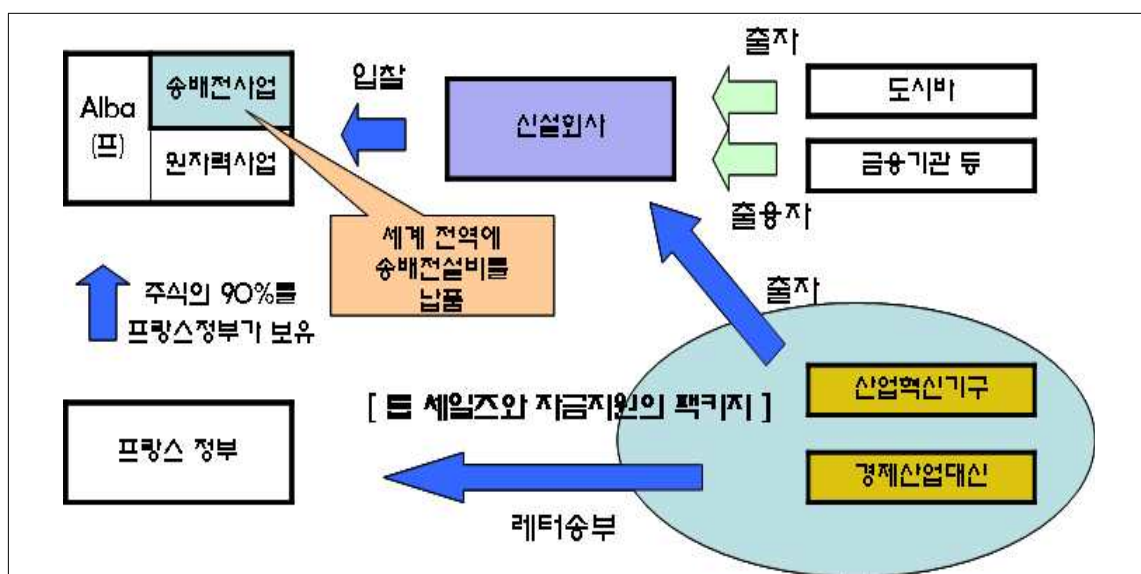 출자
Alba
(프)
송배전사업
원자력사업
입찰
신설회사
도시바
금융기관 등
출융자
세계 전역에
송배전설비를
납품
출자
주식의 90%를
프랑스정부가 보유
산업혁신기구
[ 톱 세일즈와 자금지원의 팩키지 ]
프랑스 정부
경제산업대신
레터송부